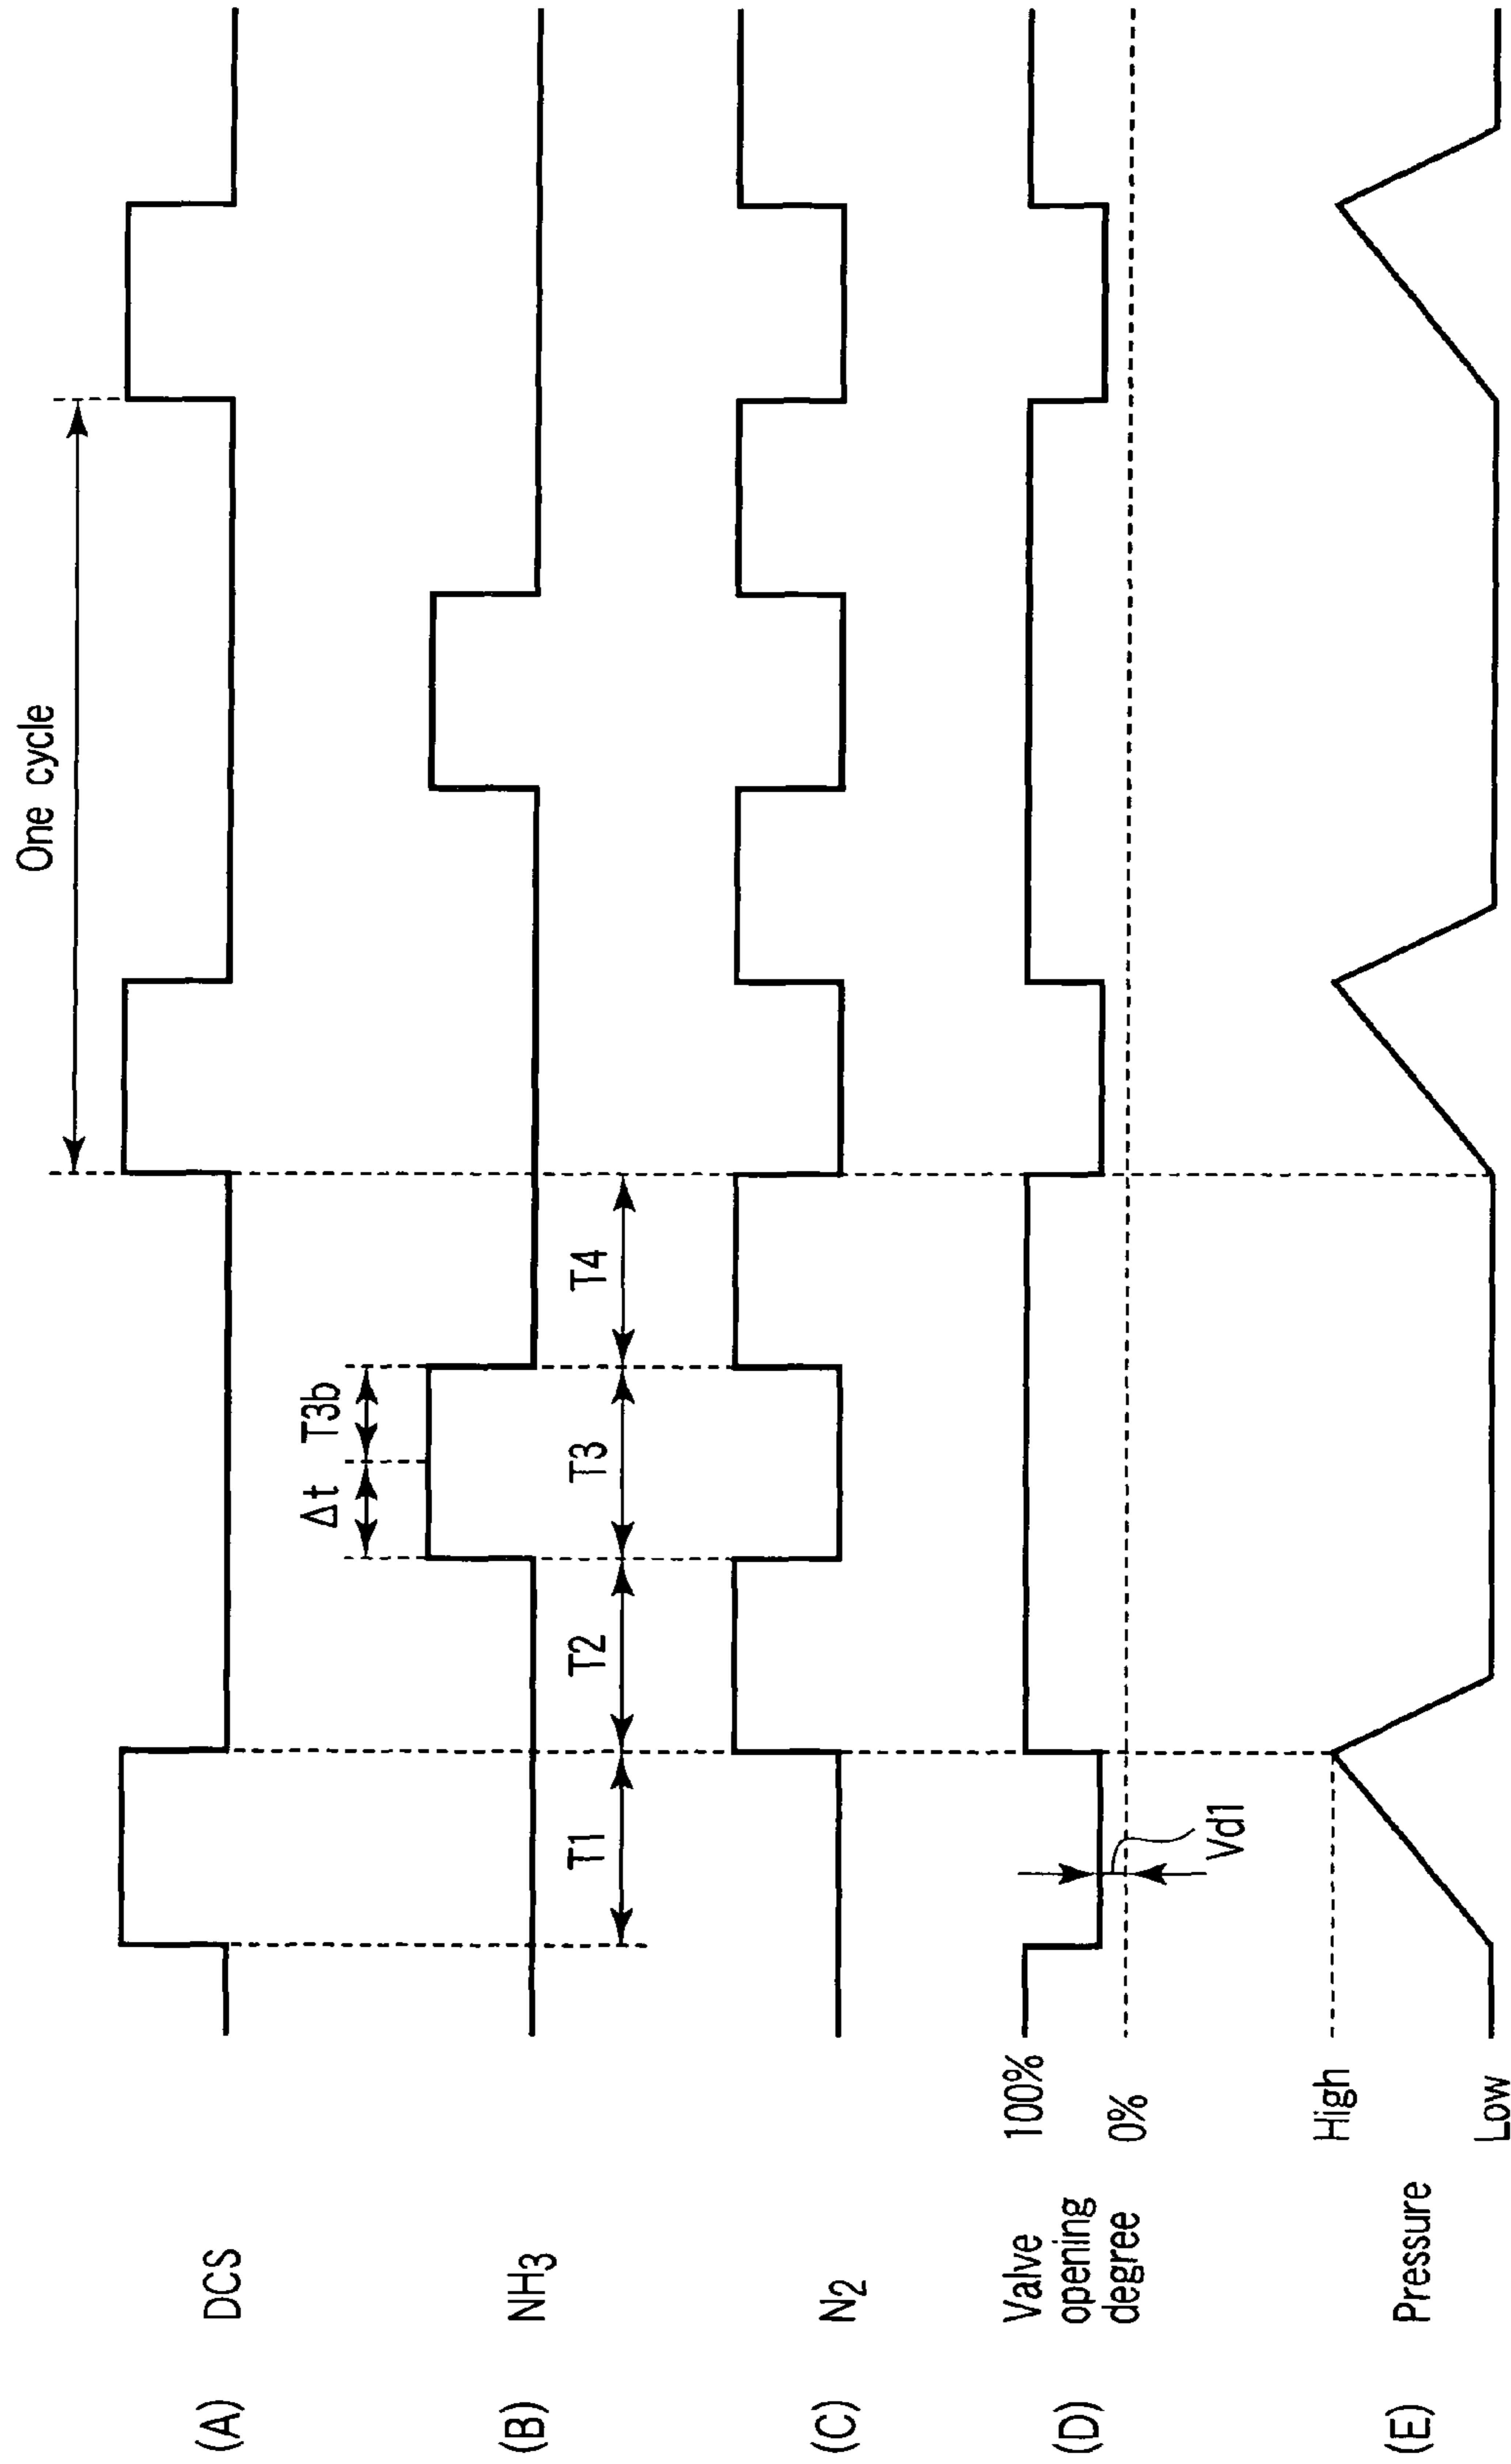 One cycle
(A) DCS
Δt
T3b
(B) NH3
T1
T2
T3
T4
(C) N2
(D) Valve
opening
degree
100%
0%
Vd1
(E) Pressure
High
Low